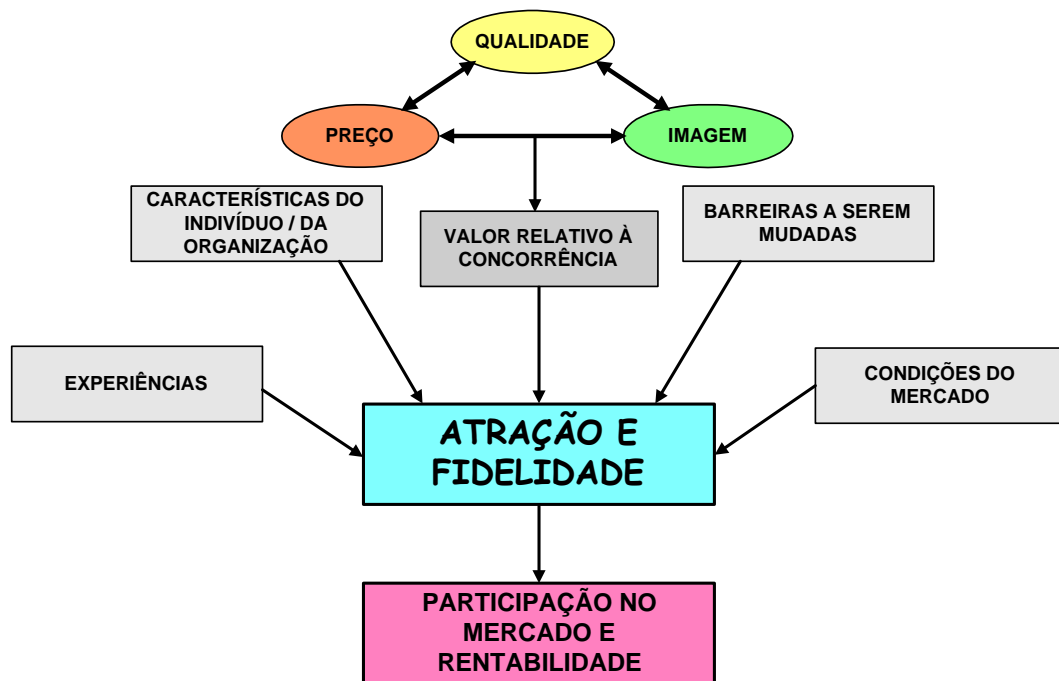 QUALIDADE
PREÇO
IMAGEM
CARACTERÍSTICAS DO
INDIVÍDUO / DA
ORGANIZAÇÃO
VALOR RELATIVO À
CONCORRÊNCIA
BARREIRAS A SEREM
MUDADAS
EXPERIÊNCIAS
CONDIÇÕES DO
MERCADO
ATRAÇÃO E
FIDELIDADE
PARTICIPAÇÃO NO
MERCADO E
RENTABILIDADE